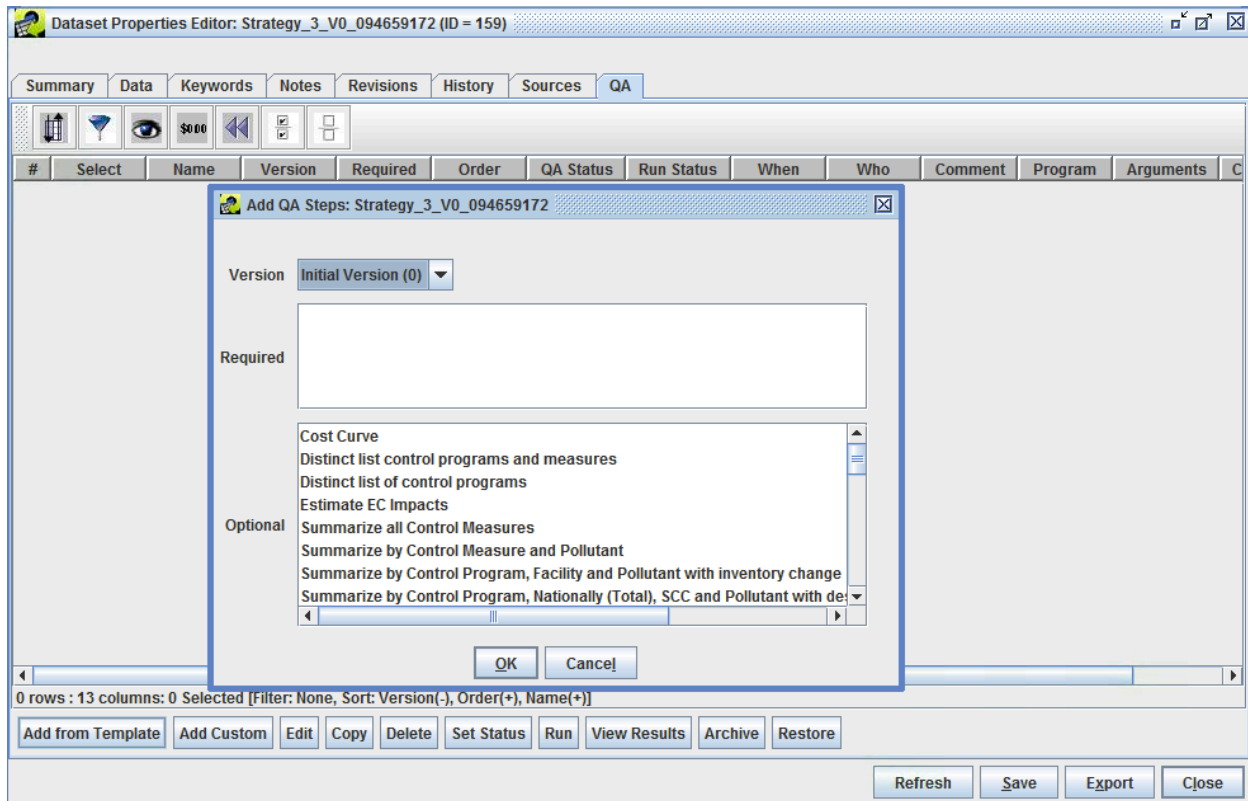 Dataset Properties Editor: Strategy_3_V0_094659172 (ID = 159)
Summary Data Keywords Notes Revisions History Sources QA
$0.00
# Select Name Version Required Order QA Status Run Status When Who Comment Program Arguments C
Add QA Steps: Strategy_3_V0_094659172
Version Initial Version (0)
Required
Optional
Cost Curve
Distinct list control programs and measures
Distinct list of control programs
Estimate EC Impacts
Summarize all Control Measures
Summarize by Control Measure and Pollutant
Summarize by Control Program, Facility and Pollutant with inventory change
Summarize by Control Program, Nationally (Total), SCC and Pollutant with de
OK Cancel
0 rows : 13 columns: 0 Selected [Filter: None, Sort: Version(-), Order(+), Name(+)]
Add from Template Add Custom Edit Copy Delete Set Status Run View Results Archive Restore
Refresh Save Export Close